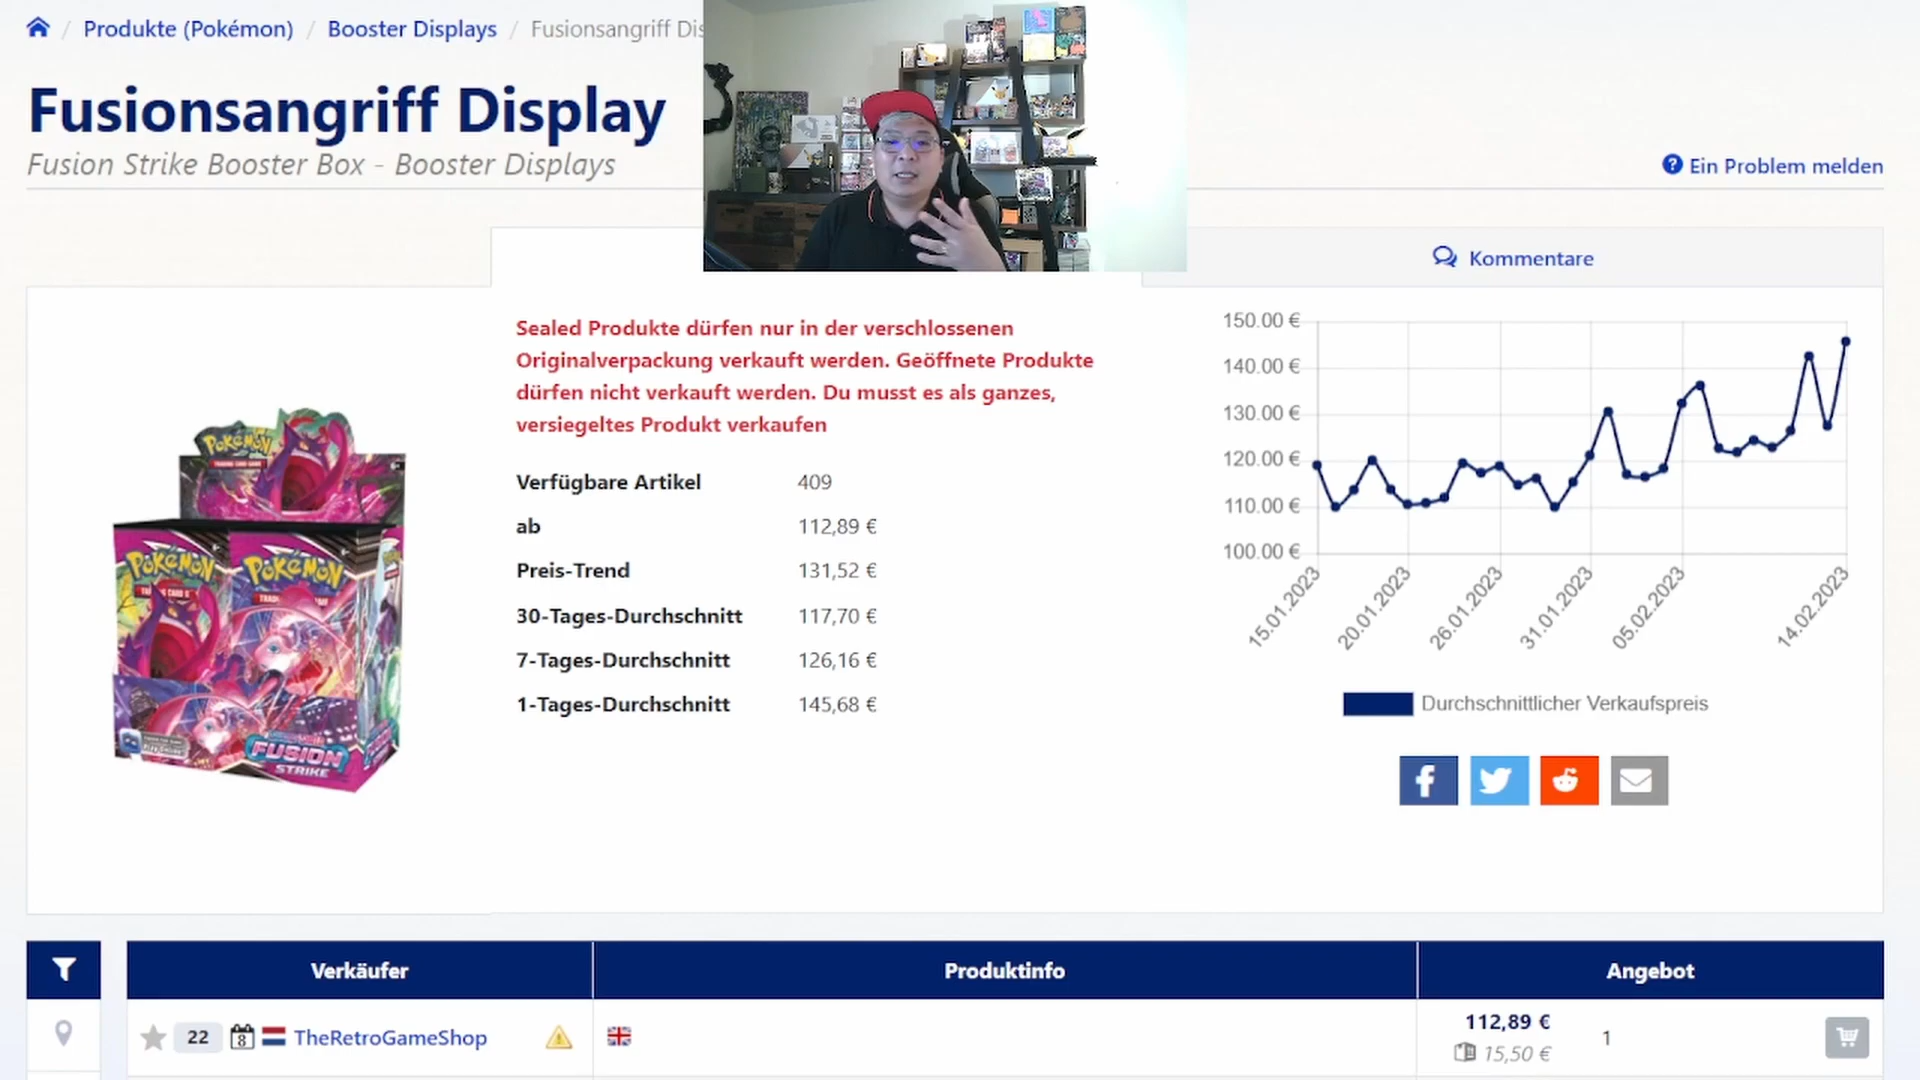 / Produkte (Pokémon) / Booster Displays / Fusionsangriff Dis
Fusionsangriff Display
Fusion Strike Booster Box - Booster Displays
Ein Problem melden
Kommentare
Sealed Produkte dürfen nur in der verschlossenen
Originalverpackung verkauft werden. Geöffnete Produkte
dürfen nicht verkauft werden. Du musst es als ganzes,
versiegeltes Produkt verkaufen
Verfügbare Artikel 409
ab 112,89 €
Preis-Trend 131,52 €
30-Tages-Durchschnitt 117,70 €
7-Tages-Durchschnitt 126,16 €
1-Tages-Durchschnitt 145,68 €
150.00 €
140.00 €
130.00 €
120.00 €
110.00 €
100.00 €
15.01.2023
20.01.2023
26.01.2023
31.01.2023
05.02.2023
14.02.2023
Durchschnittlicher Verkaufspreis
POKéMON
POKéMON
POKéMON
FUSION
STRIKE
Verkäufer
Produktinfo
Angebot
22
8
TheRetroGameShop
112,89 €
15,50 €
1